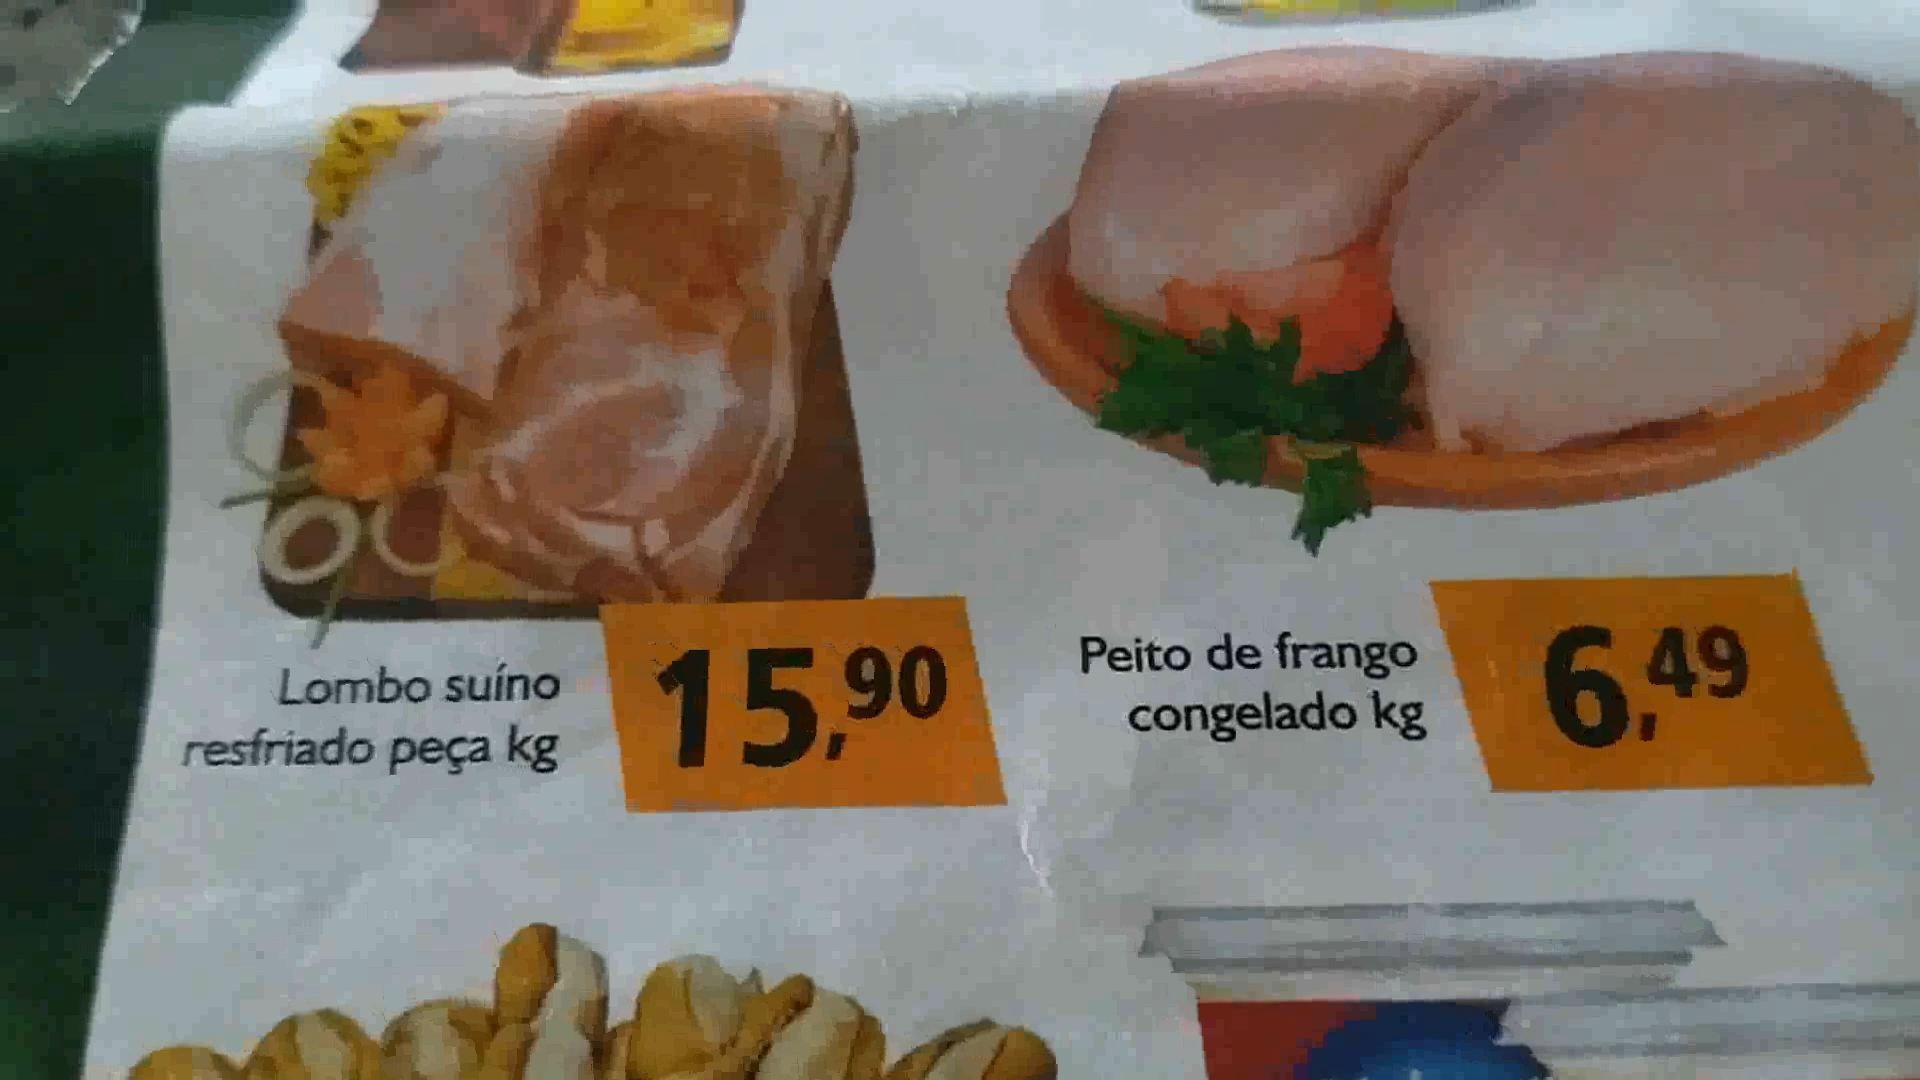 Lombo suíno
resfriado peça kg
15,90
Peito de frango
congelado kg
6,49